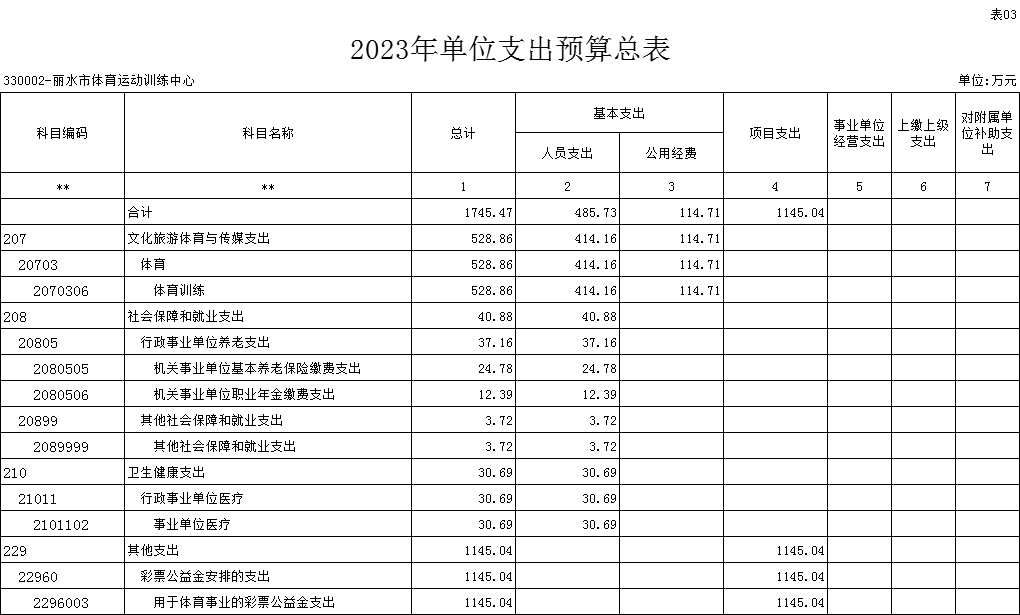 表03
2023年单位支出预算总表
330002-丽水市体育运动训练中心 单位:万元
科目编码 科目名称 总计 基本支出 项目支出 事业单位经营支出 上缴上级支出 对附属单位补助支出
人员支出 公用经费
** ** 1 2 3 4 5 6 7
合计 1745.47 485.73 114.71 1145.04
207 文化旅游体育与传媒支出 528.86 414.16 114.71
20703 体育 528.86 414.16 114.71
2070306 体育训练 528.86 414.16 114.71
208 社会保障和就业支出 40.88 40.88
20805 行政事业单位养老支出 37.16 37.16
2080505 机关事业单位基本养老保险缴费支出 24.78 24.78
2080506 机关事业单位职业年金缴费支出 12.39 12.39
20899 其他社会保障和就业支出 3.72 3.72
2089999 其他社会保障和就业支出 3.72 3.72
210 卫生健康支出 30.69 30.69
21011 行政事业单位医疗 30.69 30.69
2101102 事业单位医疗 30.69 30.69
229 其他支出 1145.04 1145.04
22960 彩票公益金安排的支出 1145.04 1145.04
2296003 用于体育事业的彩票公益金支出 1145.04 1145.04